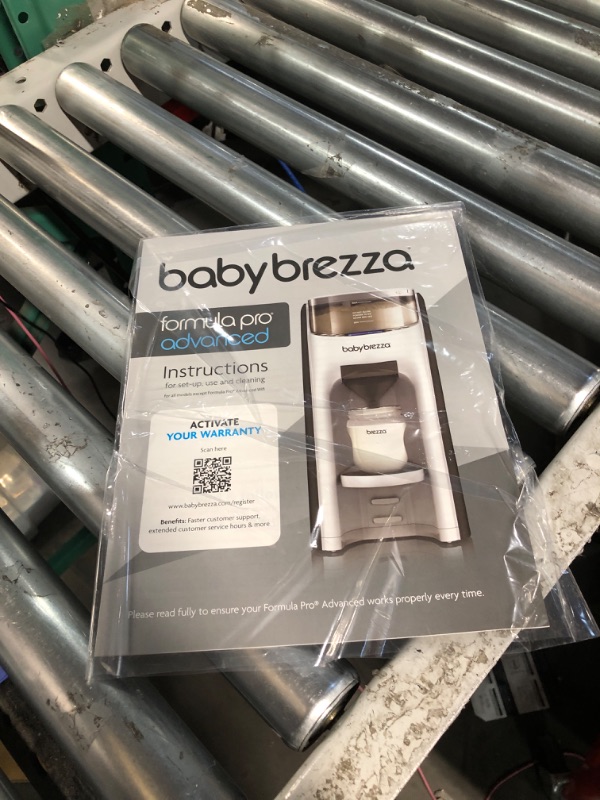 babybrezza
formula pro®
advanced
Instructions
for set-up, use and cleaning
ACTIVATE
YOUR WARRANTY
Scan here
www.babybrezza.com/register
Benefits: Faster customer support,
extended customer service hours & more
babybrezza
brezza
Please read fully to ensure your Formula Pro® Advanced works properly every time.